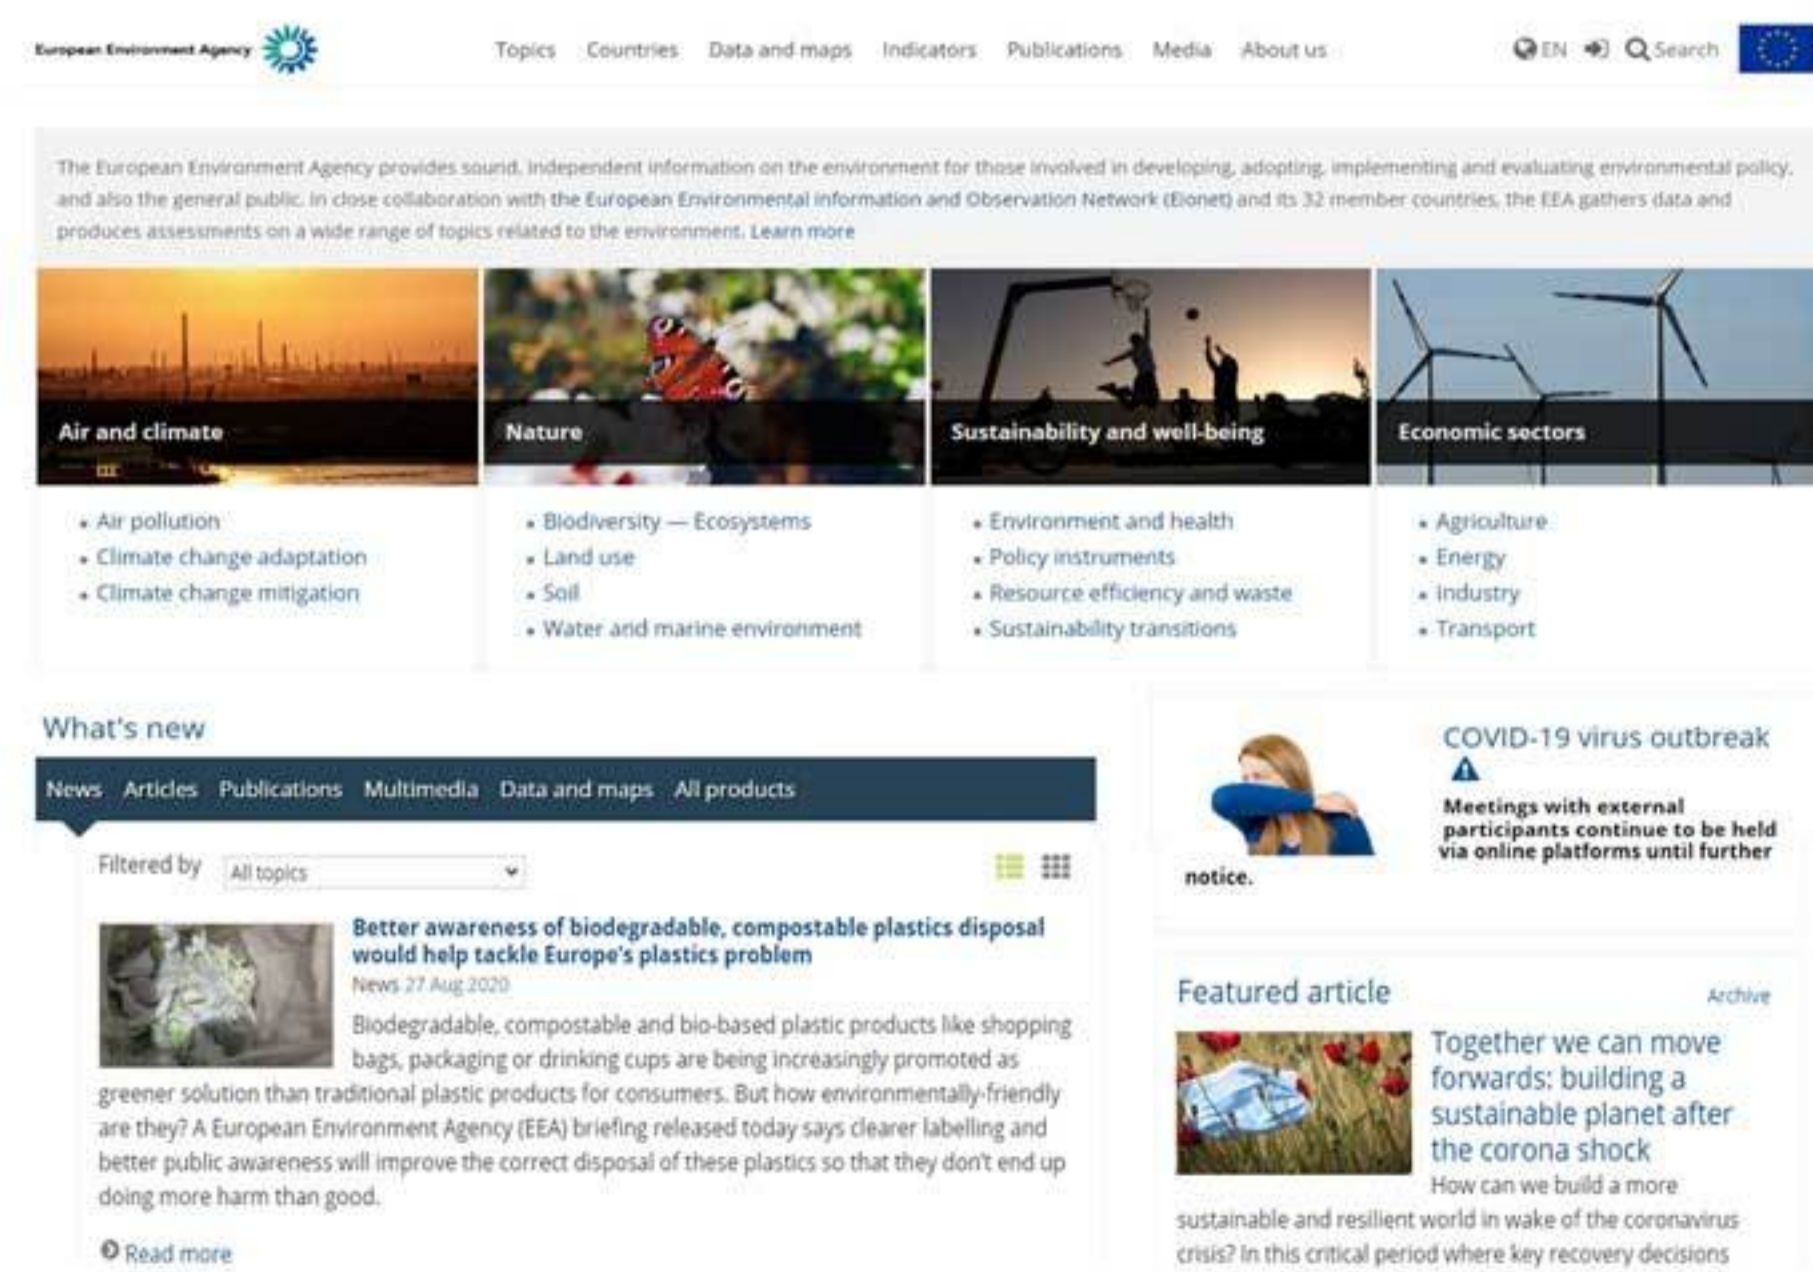 European Environment Agency
Topics Countries Data and maps Indicators Publications Media About us
EN Search
The European Environment Agency provides sound, independent information on the environment for those involved in developing, adopting, implementing and evaluating environmental policy,
and also the general public. In close collaboration with the European Environmental Information and Observation Network (Eionet) and its 32 member countries, the EEA gathers data and
produces assessments on a wide range of topics related to the environment. Learn more
Air and climate
Air pollution
Climate change adaptation
Climate change mitigation
Nature
Biodiversity — Ecosystems
Land use
Soil
Water and marine environment
Sustainability and well-being
Environment and health
Policy instruments
Resource efficiency and waste
Sustainability transitions
Economic sectors
Agriculture
Energy
Industry
Transport
What's new
News Articles Publications Multimedia Data and maps All products
Filtered by All topics
Better awareness of biodegradable, compostable plastics disposal
would help tackle Europe's plastics problem
News 27 Aug 2020
Biodegradable, compostable and bio-based plastic products like shopping
bags, packaging or drinking cups are being increasingly promoted as
greener solution than traditional plastic products for consumers. But how environmentally-friendly
are they? A European Environment Agency (EEA) briefing released today says clearer labelling and
better public awareness will improve the correct disposal of these plastics so that they don't end up
doing more harm than good.
Read more
COVID-19 virus outbreak
Meetings with external
participants continue to be held
via online platforms until further
notice.
Featured article
Archive
Together we can move
forwards: building a
sustainable planet after
the corona shock
How can we build a more
sustainable and resilient world in wake of the coronavirus
crisis? In this critical period where key recovery decisions